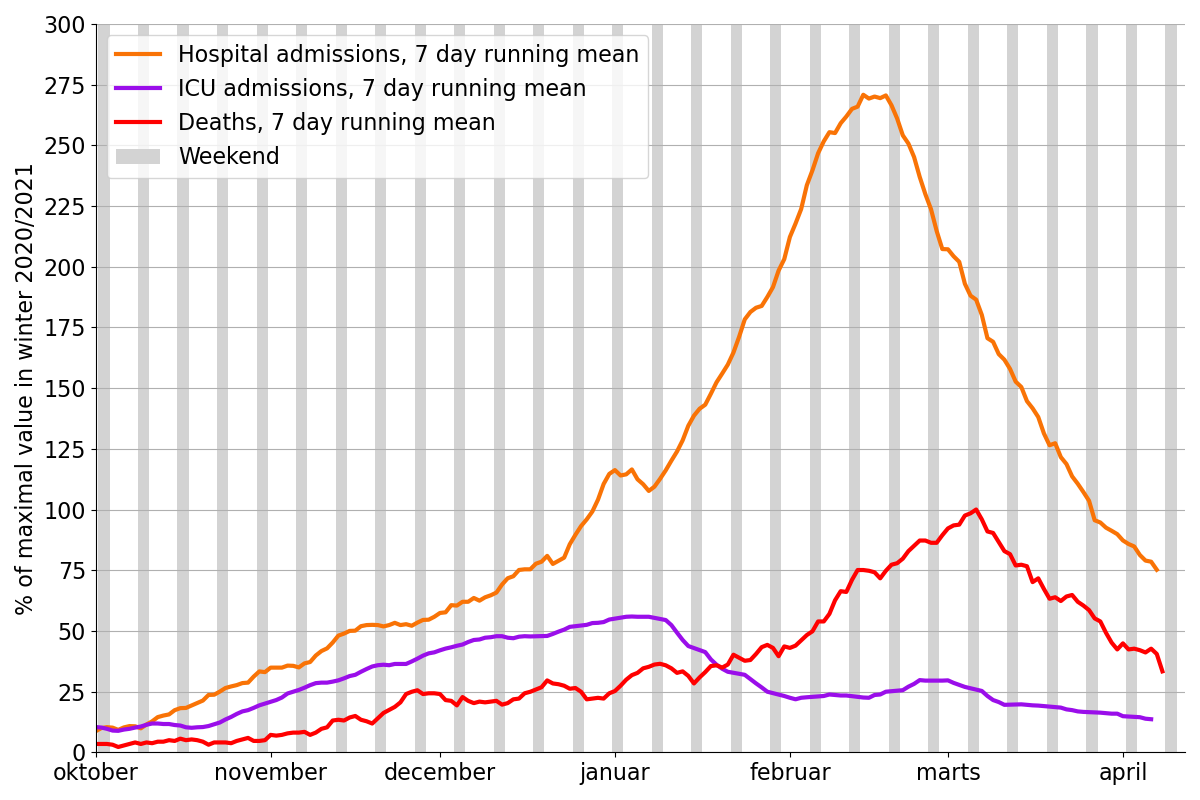 % of maximal value in winter 2020/2021
300
275
250
225
200
175
150
125
100
75
50
25
0
Hospital admissions, 7 day running mean
ICU admissions, 7 day running mean
Deaths, 7 day running mean
Weekend
oktober november december januar februar marts april